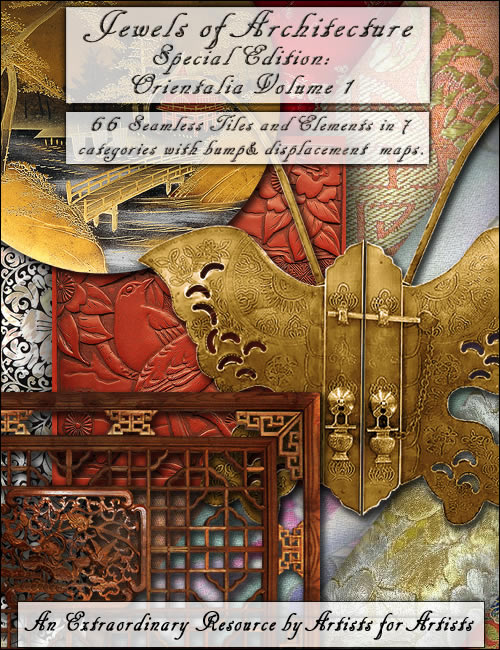 Jewels of Architecture
Special Edition:
Orientalia Volume 1
66 Seamless Tiles and Elements in 7
categories with bump& displacement maps.
An Extraordinary Resource by Artists for Artists